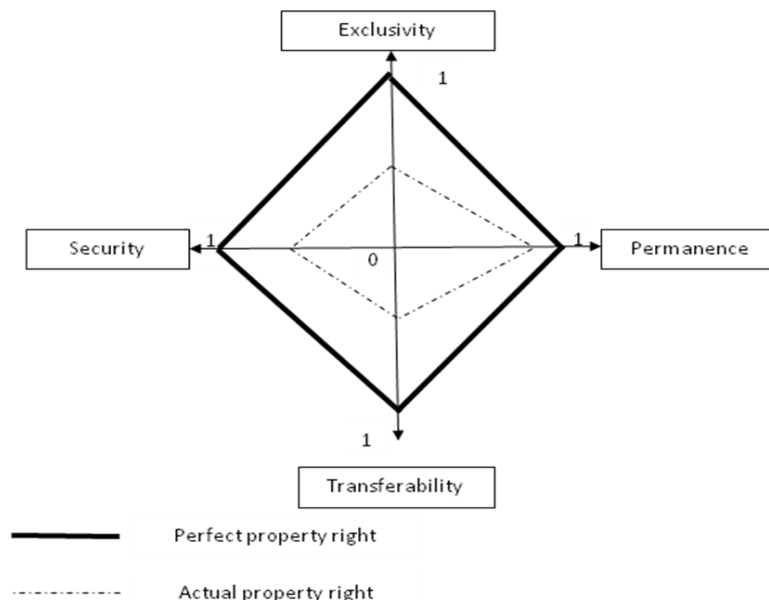 Exclusivity
1
Security
1
0
1
Permanence
1
Transferability
Perfect property right
Actual property right